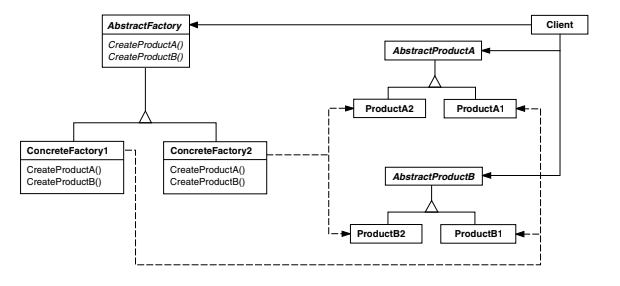 AbstractFactory
CreateProductA()
CreateProductB()
Client
AbstractProductA
ProductA2
ProductA1
ConcreteFactory1
CreateProductA()
CreateProductB()
ConcreteFactory2
CreateProductA()
CreateProductB()
AbstractProductB
ProductB2
ProductB1